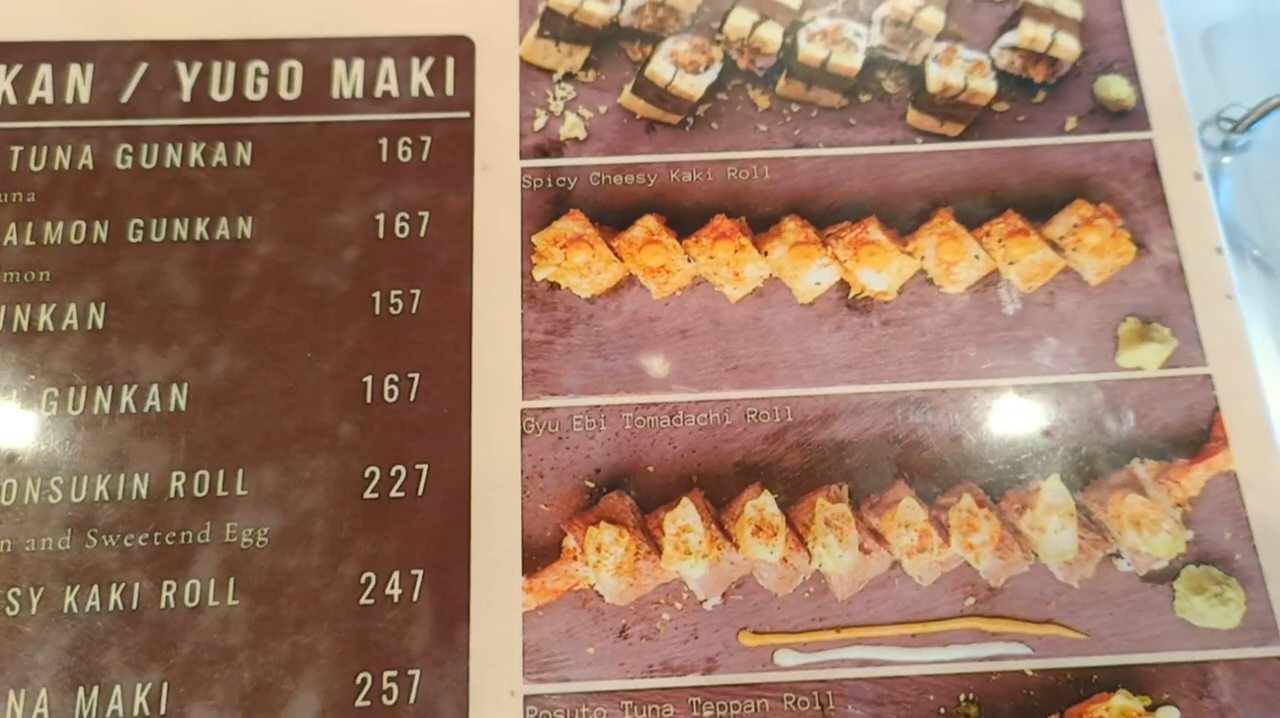 KAN / YUGO MAKI
TUNA GUNKAN 167
una
ALMON GUNKAN 167
mon
UNKAN 157
GUNKAN 167
ONSUKIN ROLL 227
n and Sweetend Egg
SY KAKI ROLL 247
NA MAKI 257
Spicy Cheesy Kaki Roll
Gyu Ebi Tomadachi Roll
Rosuto Tuna Teppan Roll